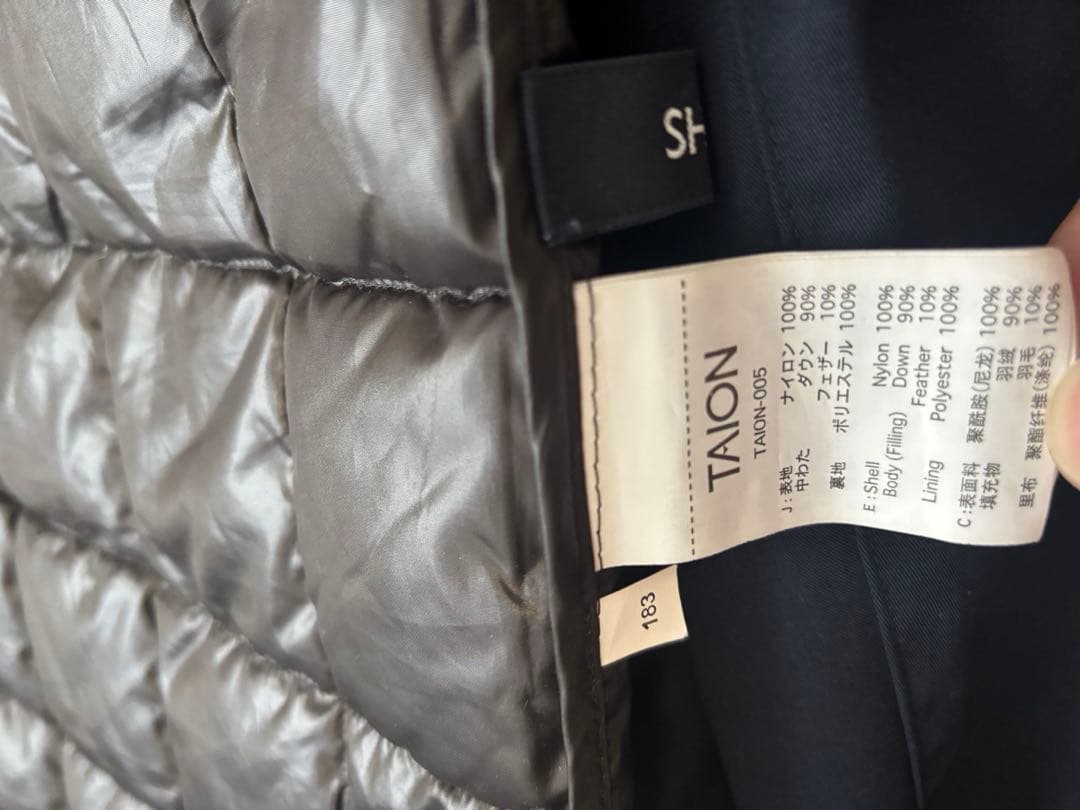 ST
TAION
TAION-005
J : 表地 ナイロン 100%
中わた ダウン 90%
フェザー 10%
裏地 ポリエステル 100%
E : Shell Nylon 100%
Body (Filling) Down 90%
Feather 10%
Lining Polyester 100%
C : 表面料 聚酰胺(尼龙) 100%
填充物 羽绒 90%
羽毛 10%
里布 聚酯纤维(涤纶) 100%
183